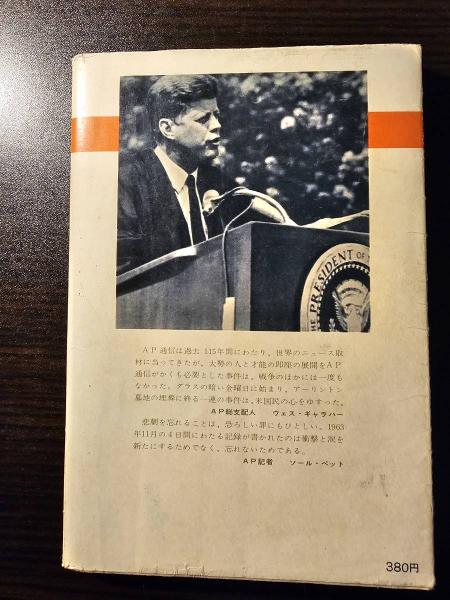 PRESIDENT OF T
THE
AP通信は過去 115年間にわたり、世界のニュース取
材に当ってきたが、大勢の人と才能の即座の展開をAP
通信がかくも必要とした事件は、戦争のほかには一度も
なかった。ダラスの暗い金曜日に始まり、アーリントン
墓地の埋葬に終る一連の事件は、米国民の心をゆすった。
AP総支配人 ウェス・ギャラハー
悲劇を忘れることは、恐ろしい罪にもひとしい。1963
年11月の4日間にわたる記録が書かれたのは衝撃と涙を
新たにするためでなく、忘れないためである。
AP記者 ソール・ペット
380円